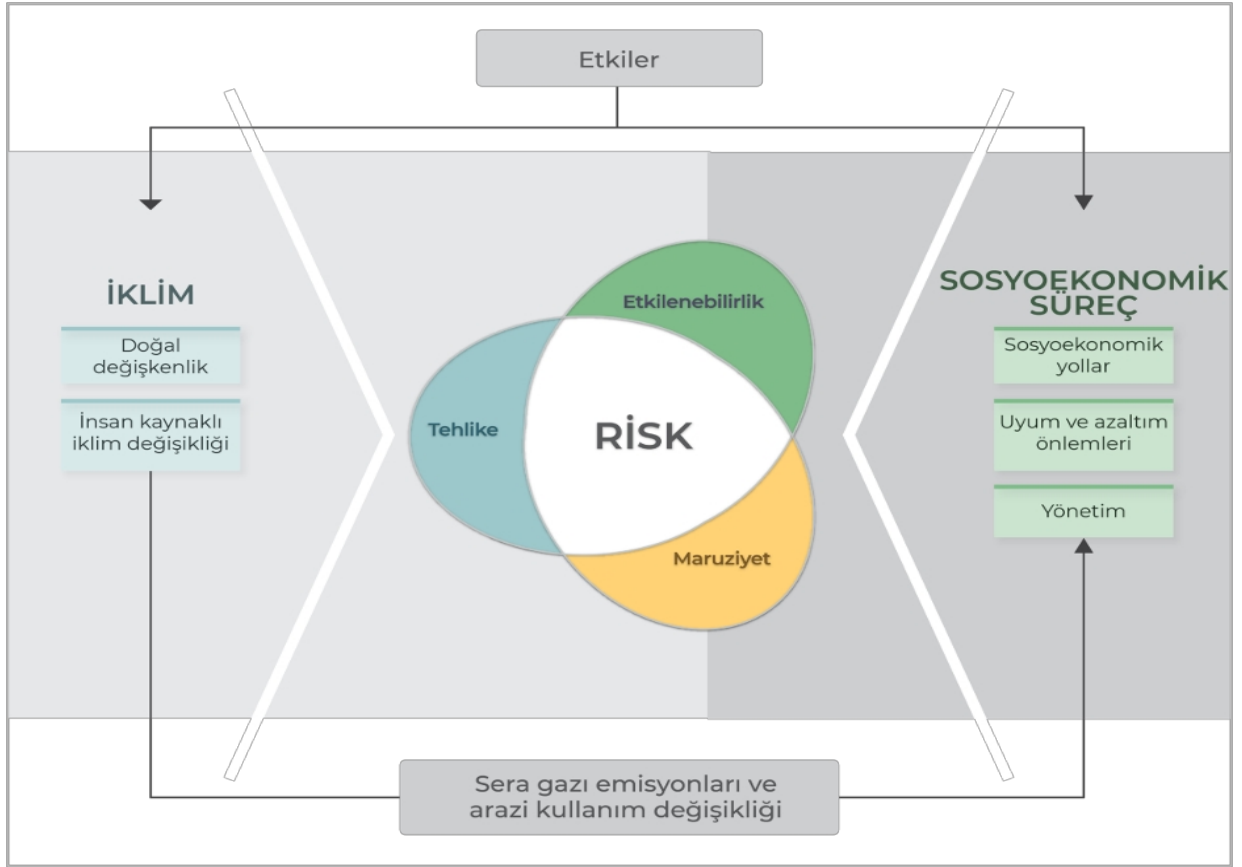 Etkiler
İKLİM
Doğal
değişkenlik
İnsan kaynaklı
iklim değişikliği
Etkilenebilirlik
Tehlike
RİSK
Maruziyet
SOSYOEKONOMİK
SÜREÇ
Sosyoekonomik
yollar
Uyum ve azaltım
önlemleri
Yönetim
Sera gazı emisyonları ve
arazi kullanım değişikliği